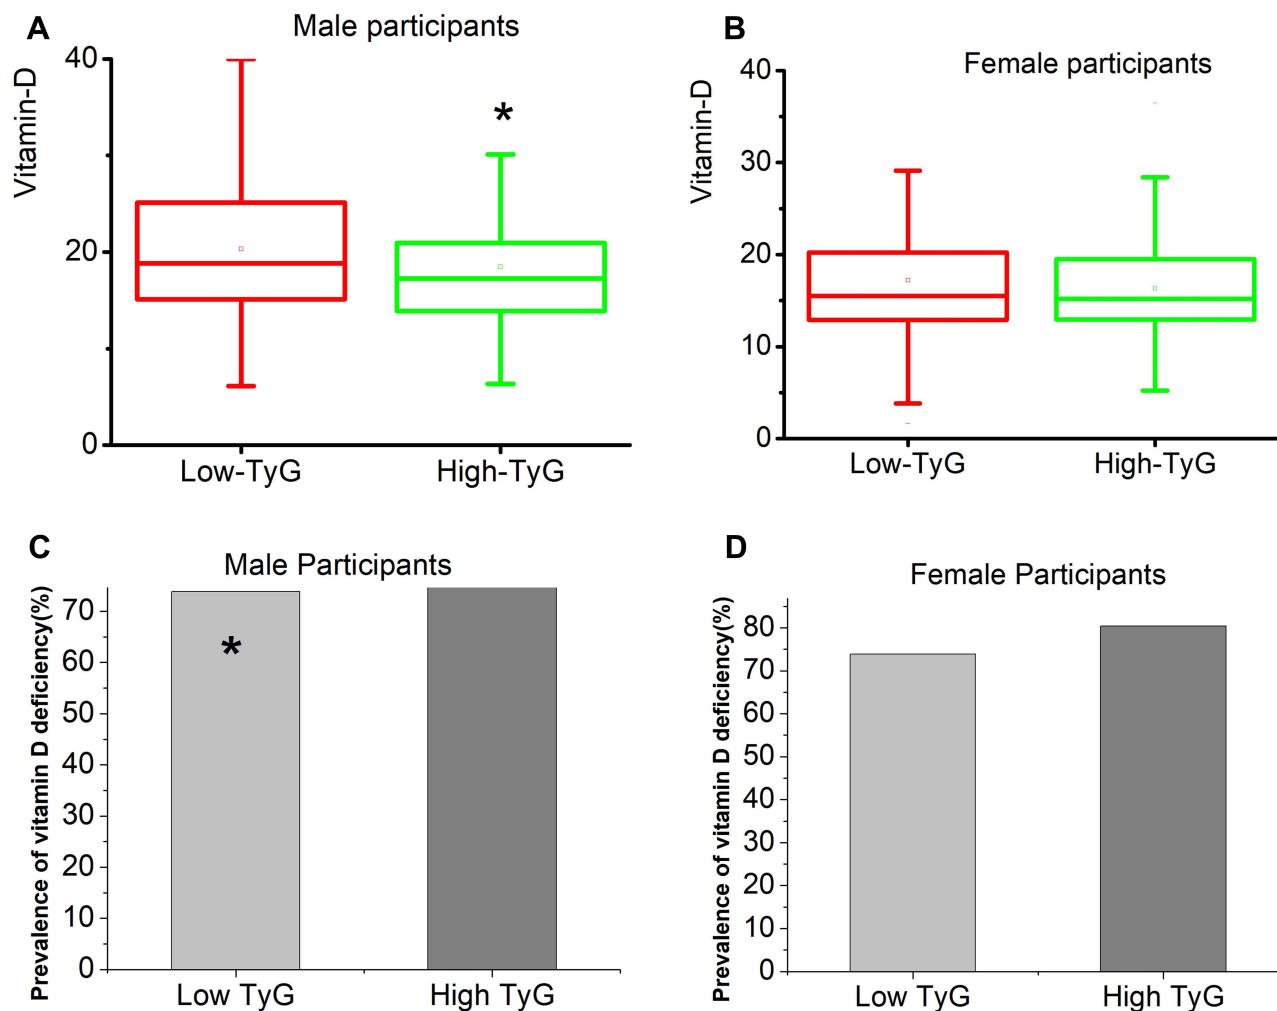 A
Male participants
Vitamin-D
40
20
0
*
Low-TyG
High-TyG
B
Female participants
Vitamin-D
40
30
20
10
0
Low-TyG
High-TyG
C
Male Participants
Prevalence of vitamin D deficiency(%)
70
60
50
40
30
20
10
0
*
Low TyG
High TyG
D
Female Participants
Prevalence of vitamin D deficiency(%)
80
70
60
50
40
30
20
10
0
Low TyG
High TyG